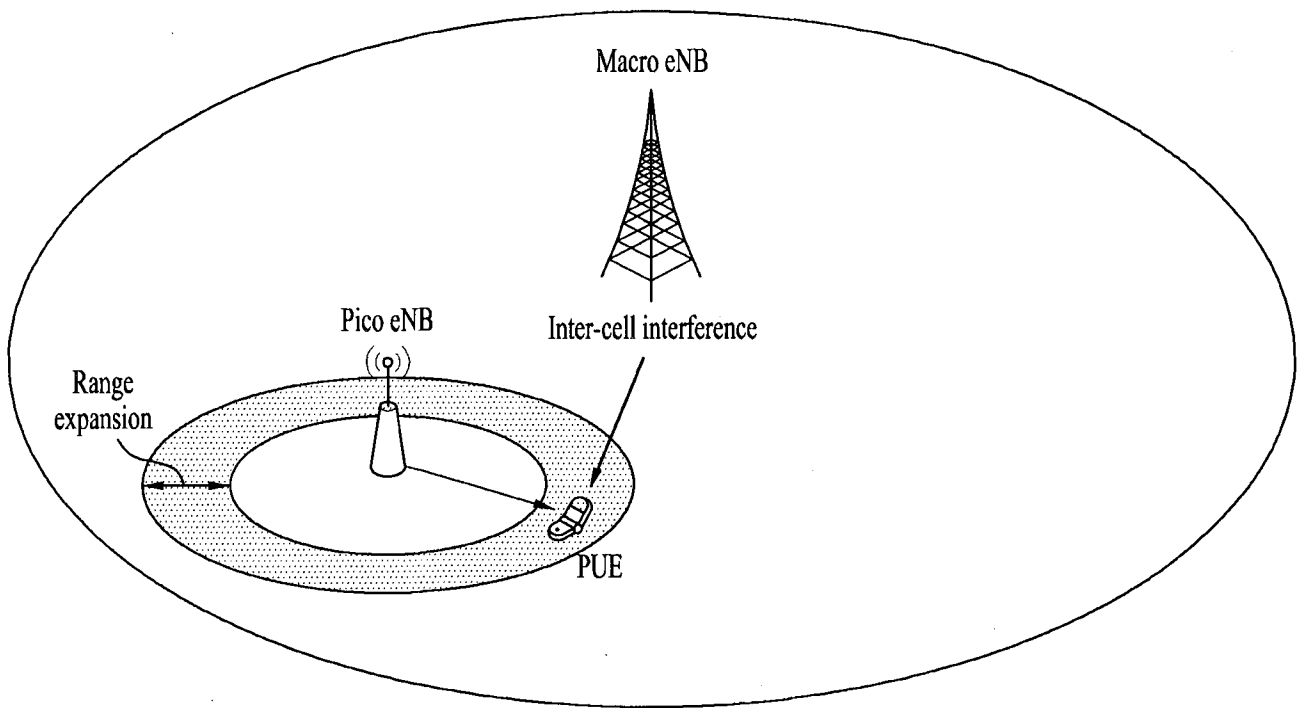 Macro eNB
Pico eNB
Inter-cell interference
Range
expansion
PUE